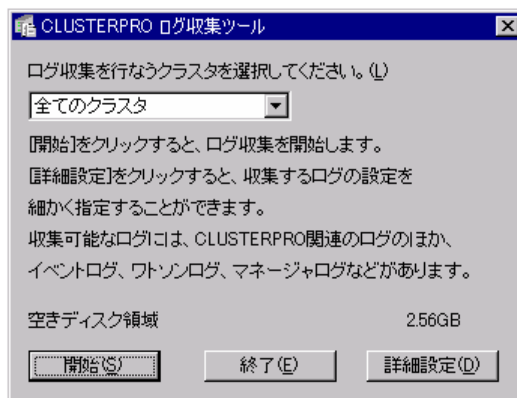 CLUSTERPRO ログ収集ツール
ログ収集を行なうクラスタを選択してください。(L)
全てのクラスタ
[開始]をクリックすると、ログ収集を開始します。
[詳細設定]をクリックすると、収集するログの設定を
細かく指定することができます。
収集可能なログには、CLUSTERPRO関連のログのほか、
イベントログ、ワトソンログ、マネージャログなどがあります。
空きディスク領域 2.56GB
開始(S) 終了(E) 詳細設定(D)